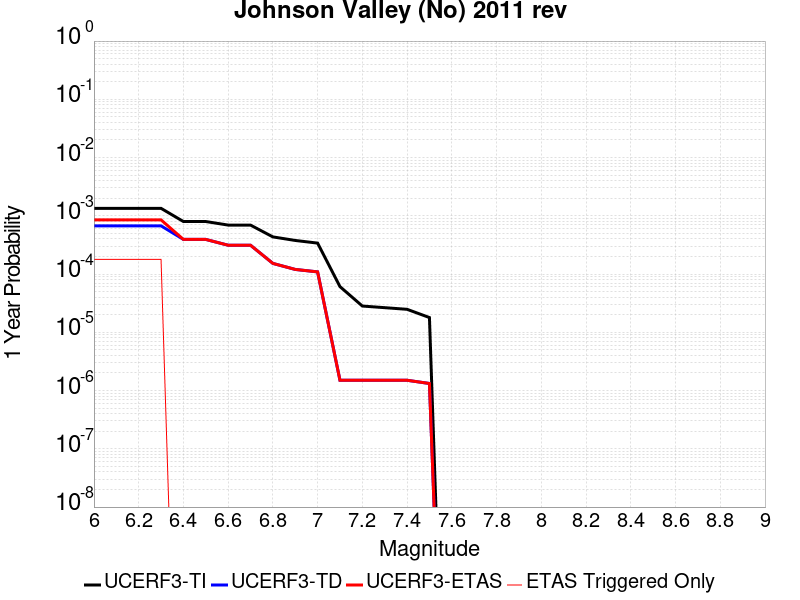 Johnson Valley (No) 2011 rev
10^0
10^-1
10^-2
10^-3
10^-4
10^-5
10^-6
10^-7
10^-8
1 Year Probability
6 6.2 6.4 6.6 6.8 7 7.2 7.4 7.6 7.8 8 8.2 8.4 8.6 8.8 9
Magnitude
UCERF3-TI UCERF3-TD UCERF3-ETAS ETAS Triggered Only